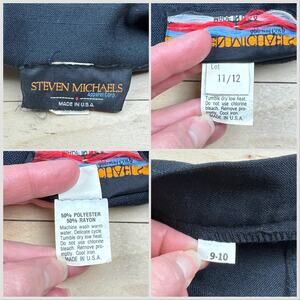 STEVEN MICHAELS
Apparel Corp.
MADE IN U.S.A.
MADE IN U.S.A.
Lot
11/12
Tumble dry low heat.
Do not use chlorine
bleach. Remove
promptly.
Cool iron.
50% POLYESTER
50% RAYON
Machine wash warm
water. Delicate cycle.
Tumble dry low heat.
Do not use chlorine
bleach. Remove
promptly. Cool iron.
MADE IN U.S.A.
9-10